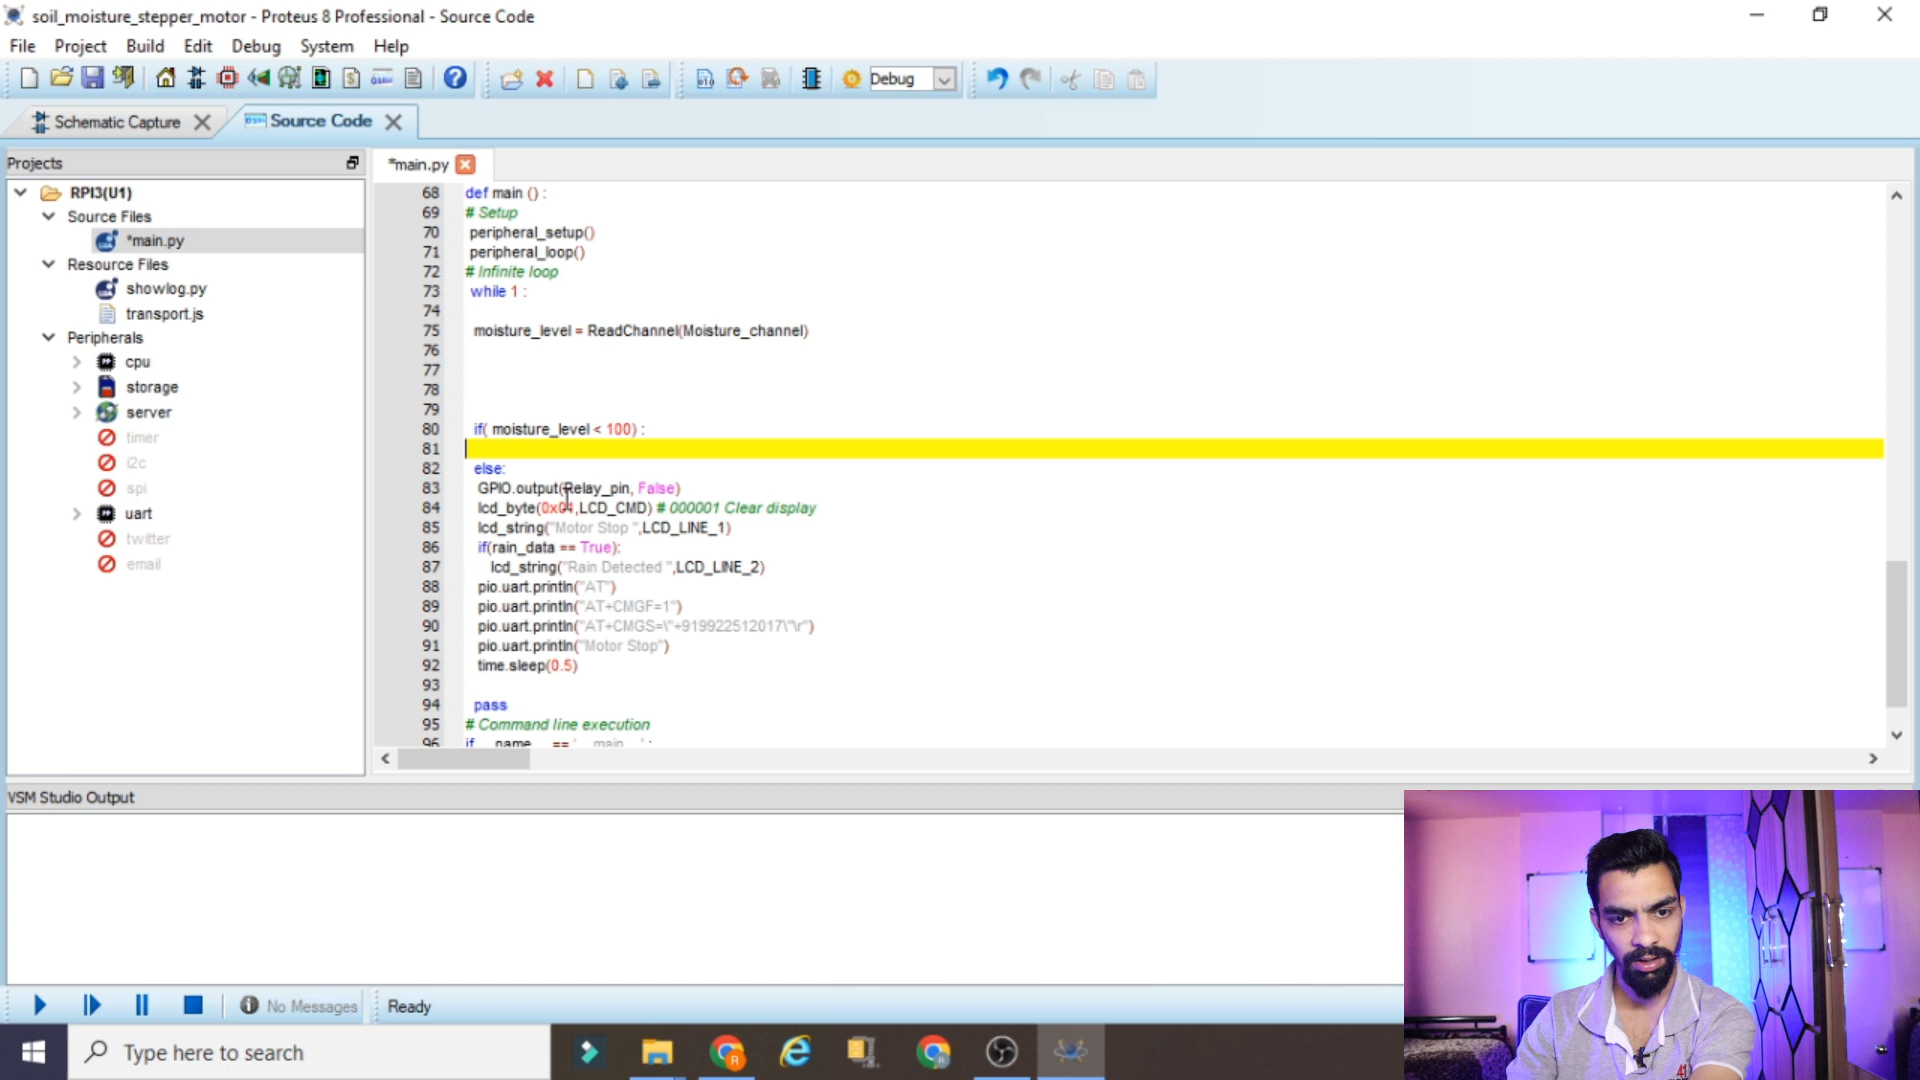 soil_moisture_stepper_motor - Proteus 8 Professional - Source Code
File Project Build Edit Debug System Help
Debug
Schematic Capture
Source Code
Projects
*main.py
RPI3(U1)
Source Files
*main.py
Resource Files
showlog.py
transport.js
Peripherals
cpu
storage
server
timer
i2c
spi
uart
twitter
email
68 def main () :
69 # Setup
70 peripheral_setup()
71 peripheral_loop()
72 # Infinite loop
73 while 1 :
74
75 moisture_level = ReadChannel(Moisture_channel)
76
77
78
79
80 if( moisture_level < 100) :
81
82 else:
83 GPIO.output(Relay_pin, False)
84 lcd_byte(0x01,LCD_CMD) # 000001 Clear display
85 lcd_string("Motor Stop ",LCD_LINE_1)
86 if(rain_data == True):
87 lcd_string("Rain Detected ",LCD_LINE_2)
88 pio.uart.println("AT")
89 pio.uart.println("AT+CMGF=1")
90 pio.uart.println("AT+CMGS=\"+919922512017\"\r")
91 pio.uart.println("Motor Stop")
92 time.sleep(0.5)
93
94 pass
95 # Command line execution
96 if __name__ == '__main__' :
VSM Studio Output
No Messages
Ready
Type here to search